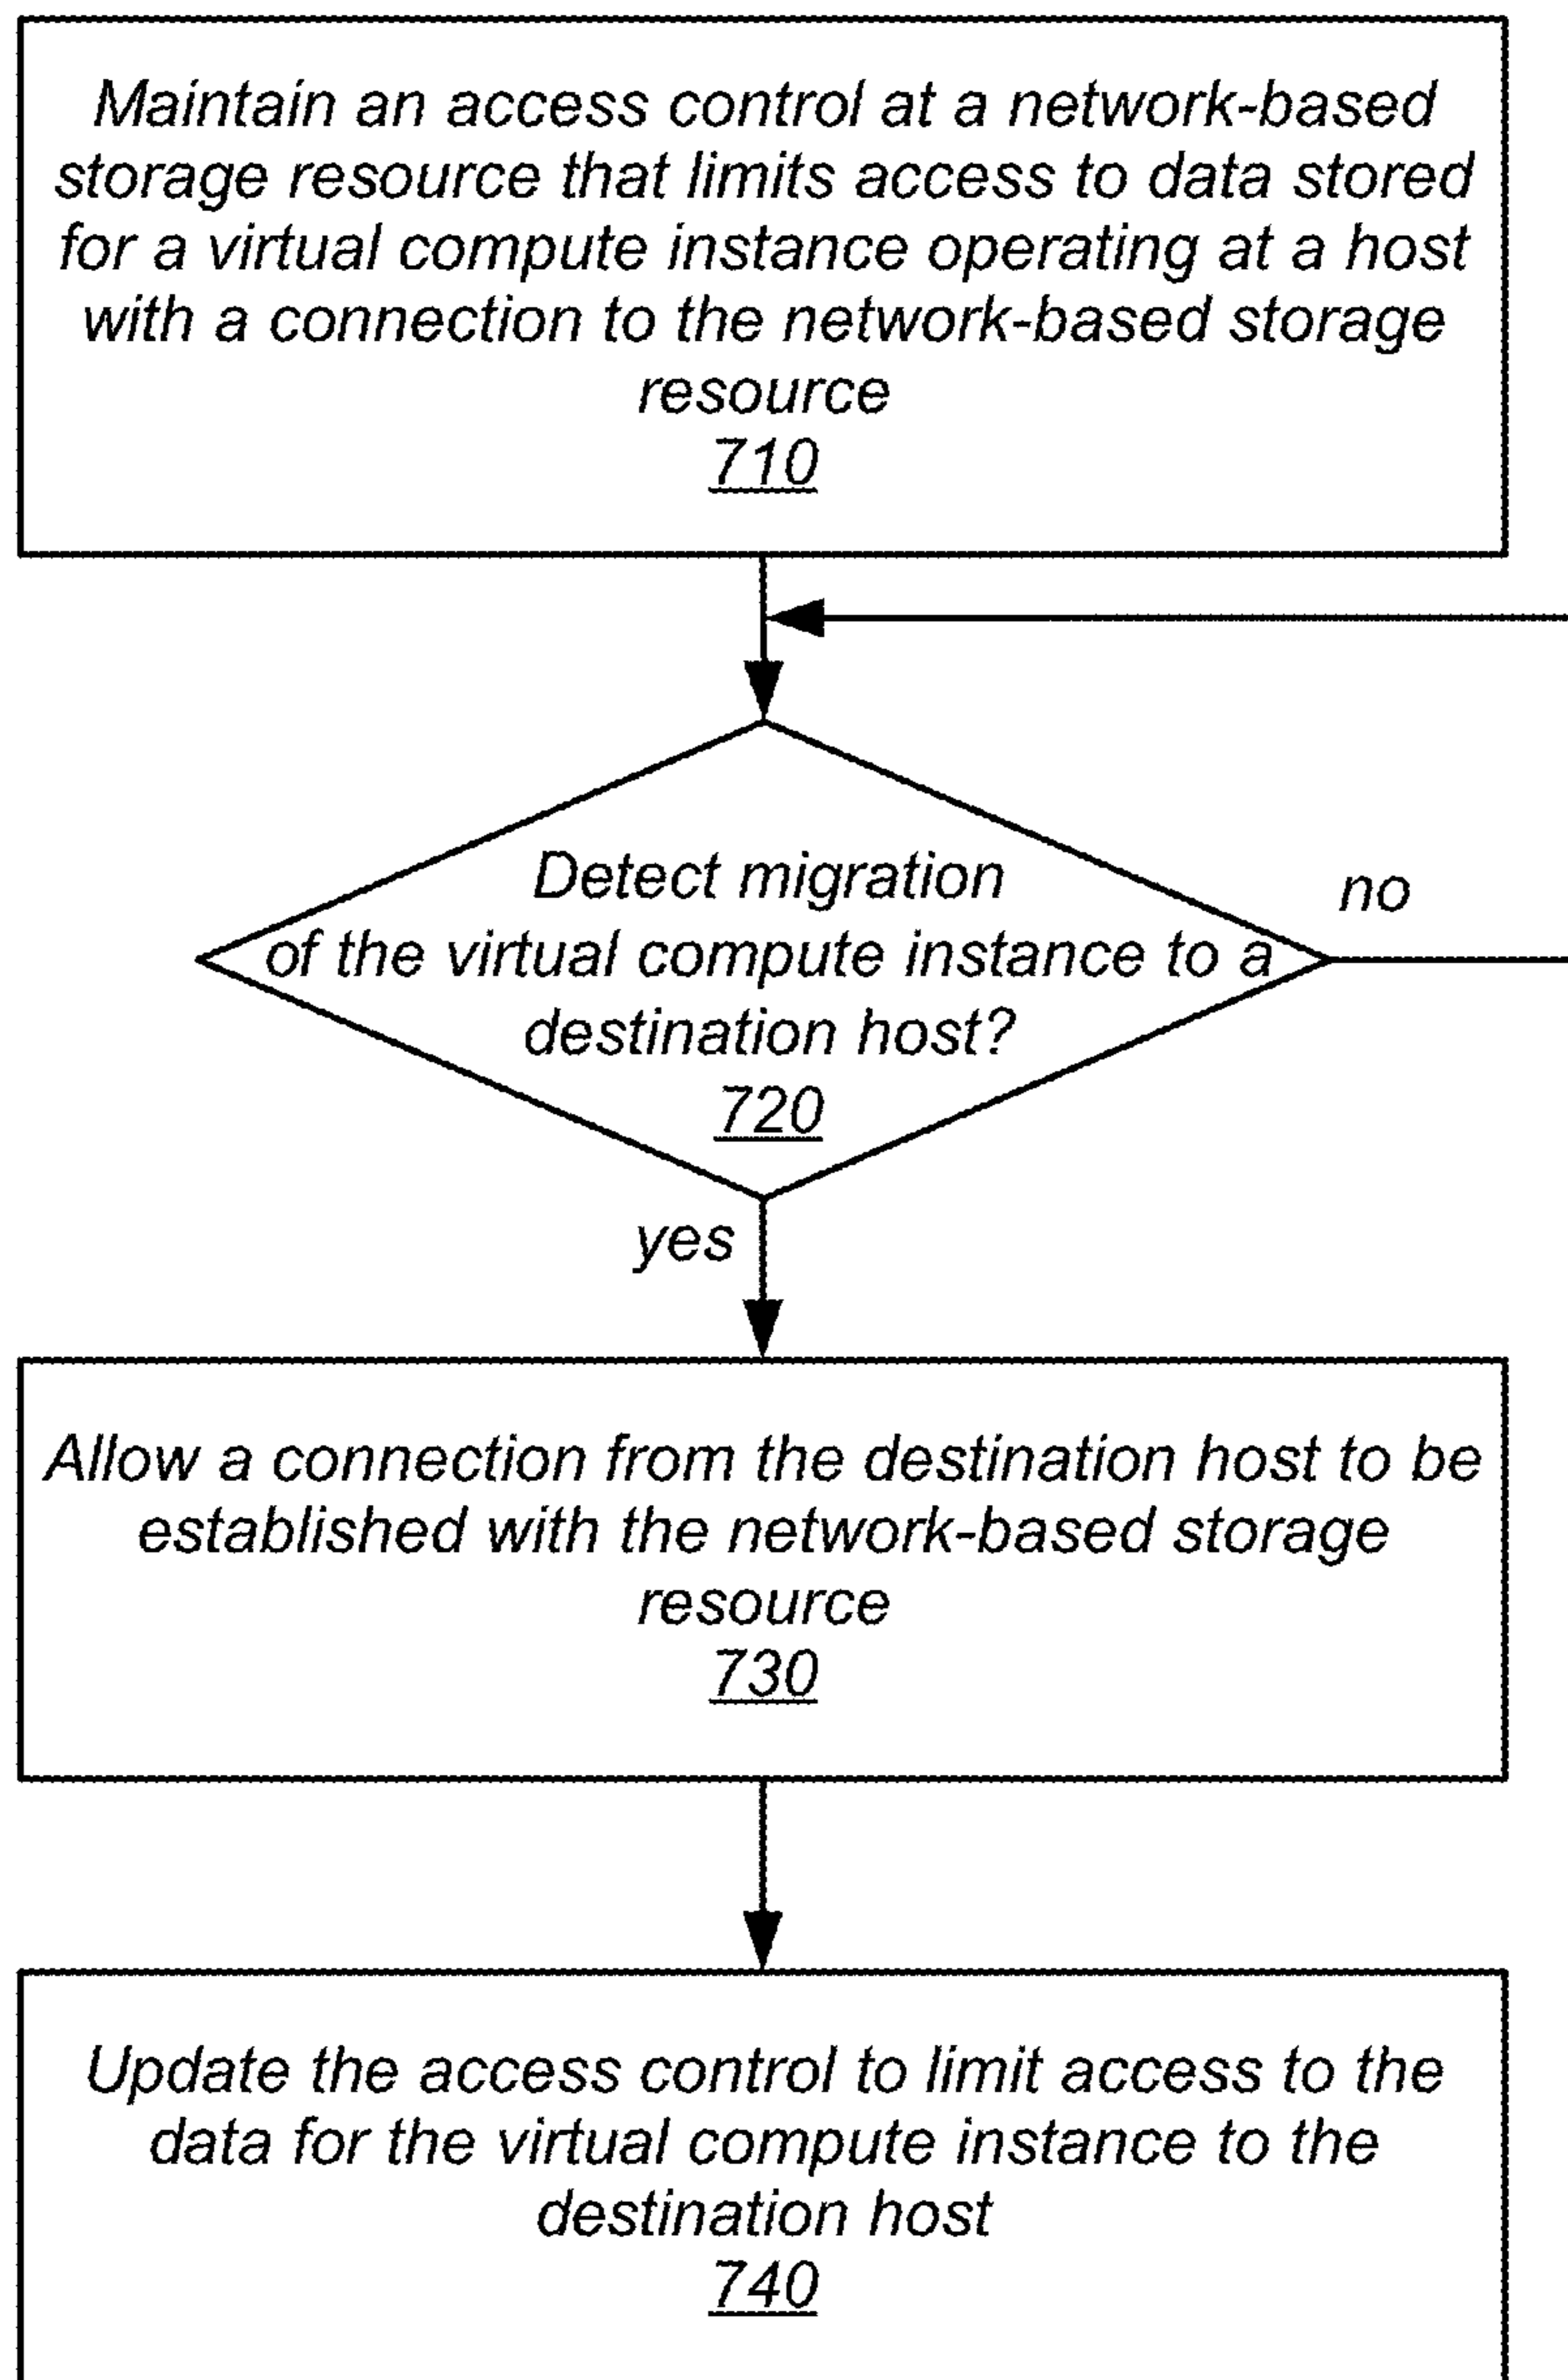 Maintain an access control at a network-based
storage resource that limits access to data stored
for a virtual compute instance operating at a host
with a connection to the network-based storage
resource
710
Detect migration
of the virtual compute instance to a
destination host?
720
no
yes
Allow a connection from the destination host to be
established with the network-based storage
resource
730
Update the access control to limit access to the
data for the virtual compute instance to the
destination host
740